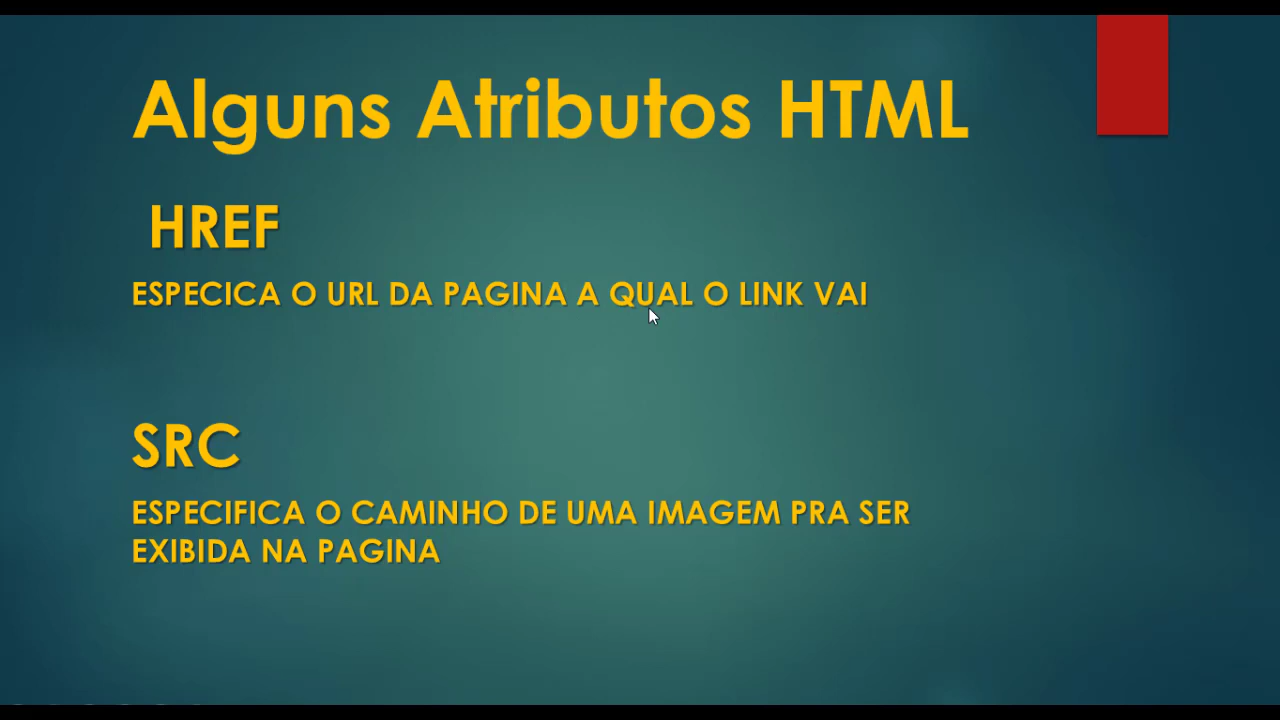 Alguns Atributos HTML
HREF
ESPECICA O URL DA PAGINA A QUAL O LINK VAI
SRC
ESPECIFICA O CAMINHO DE UMA IMAGEM PRA SER
EXIBIDA NA PAGINA